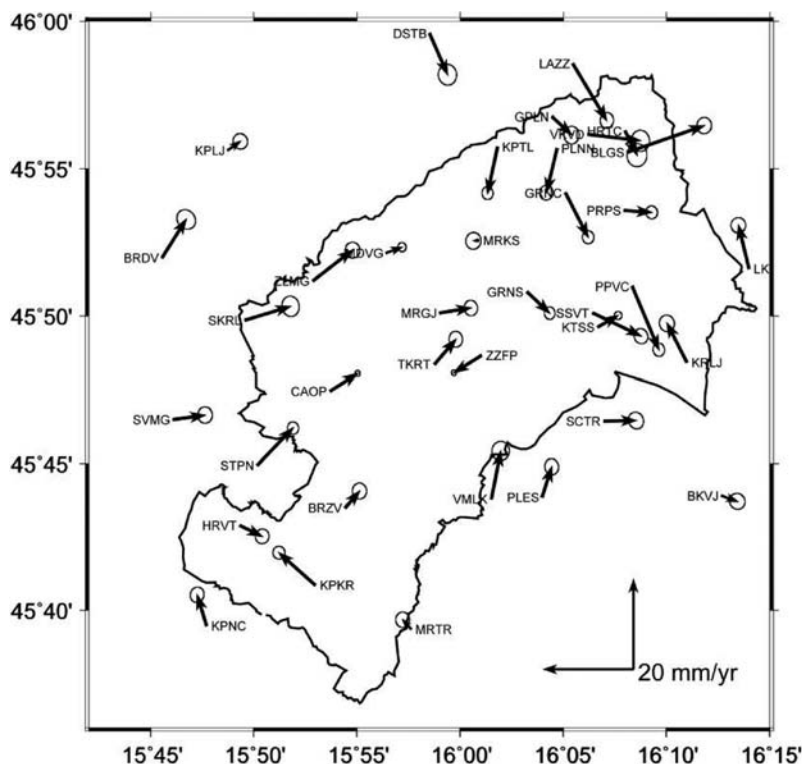 46°00'
DSTB
LAZZ
GPLN
VRVD
HRTC
45°55'
KPLJ
KPTL
PLNN
BLGS
GRNC
PRPS
MRKS
BRDV
MDVG
ZLMG
LKV
GRNS
PPVC
45°50'
SKRL
MRGJ
SSVT
KTSS
TKRT
ZZFP
KRLJ
CAOP
SVMG
SCTR
STPN
45°45'
BRZV
VMLK
PLES
BKVJ
HRVT
KPKR
45°40'
KPNC
MRTR
20 mm/yr
15°45' 15°50' 15°55' 16°00' 16°05' 16°10' 16°15'